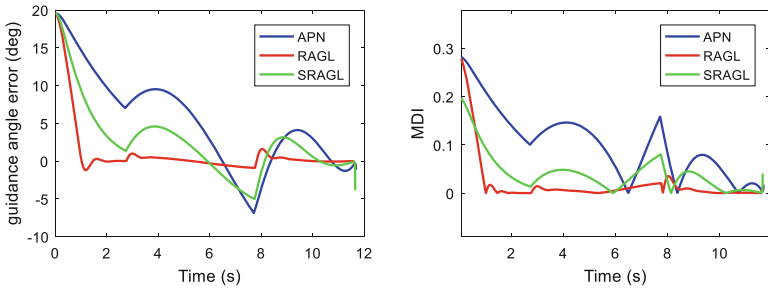 20
15
10
5
0
-5
-10
guidance angle error (deg)
0 2 4 6 8 10 12
Time (s)
APN
RAGL
SRAGL
0.3
0.2
0.1
0
MDI
2 4 6 8 10
Time (s)
APN
RAGL
SRAGL